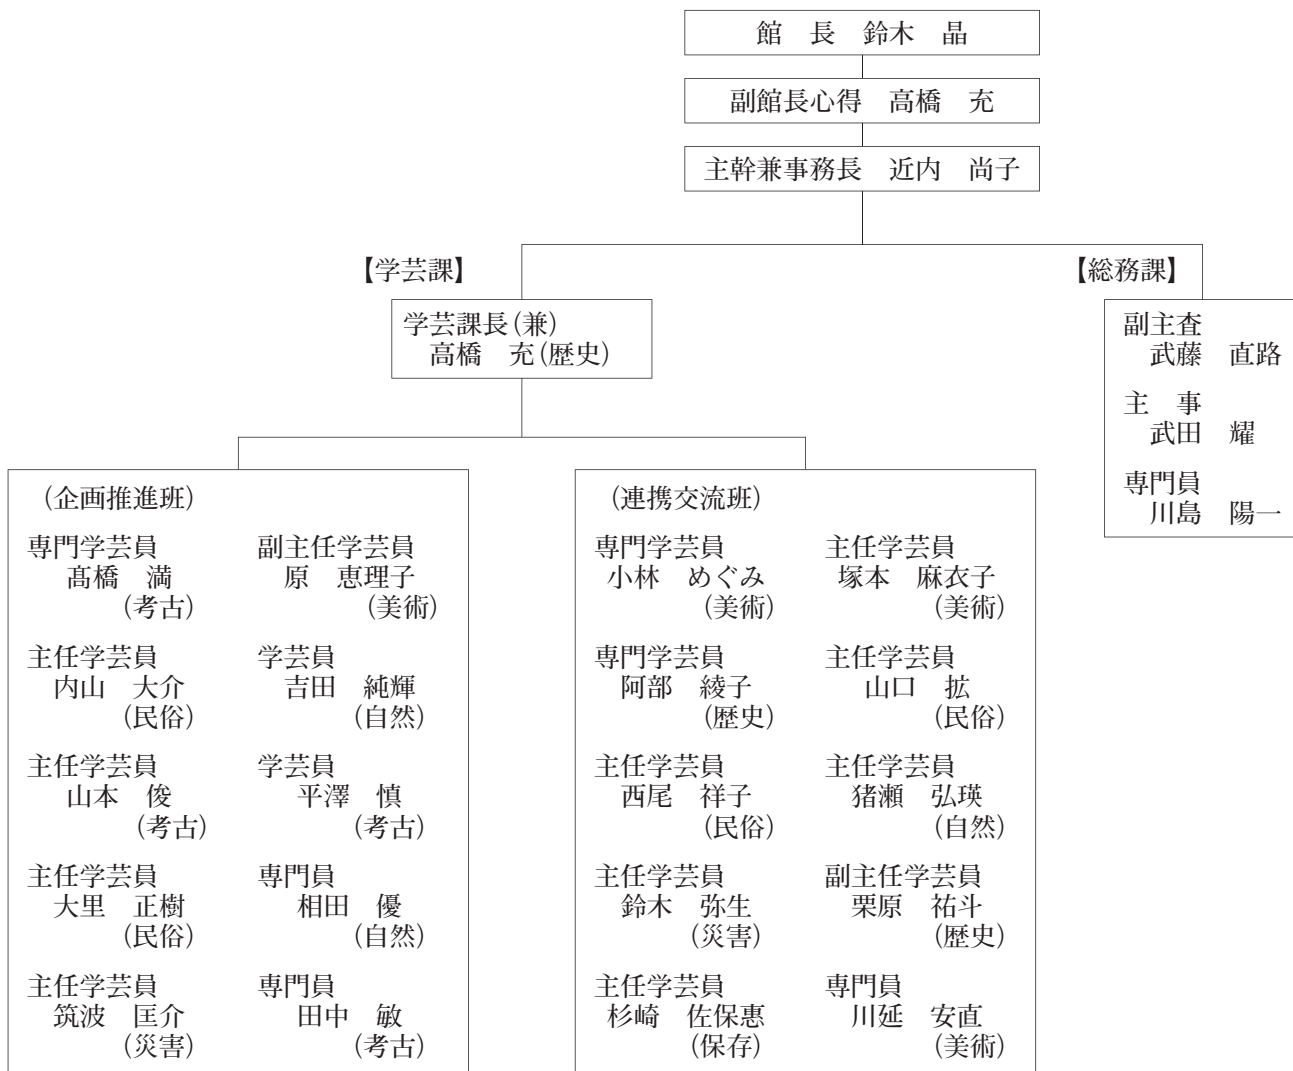 館　長　鈴木　晶
副館長心得　高橋　充
主幹兼事務長　近内　尚子
【学芸課】
学芸課長(兼)
高橋　充(歴史)
【総務課】
副主査
武藤　直路
主　事
武田　耀
専門員
川島　陽一
(企画推進班)
専門学芸員
髙橋　満
(考古)
主任学芸員
内山　大介
(民俗)
主任学芸員
山本　俊
(考古)
主任学芸員
大里　正樹
(民俗)
主任学芸員
筑波　匡介
(災害)
副主任学芸員
原　恵理子
(美術)
学芸員
吉田　純輝
(自然)
学芸員
平澤　慎
(考古)
専門員
相田　優
(自然)
専門員
田中　敏
(考古)
(連携交流班)
専門学芸員
小林　めぐみ
(美術)
専門学芸員
阿部　綾子
(歴史)
主任学芸員
西尾　祥子
(民俗)
主任学芸員
鈴木　弥生
(災害)
主任学芸員
杉崎　佐保惠
(保存)
主任学芸員
塚本　麻衣子
(美術)
主任学芸員
山口　拡
(民俗)
主任学芸員
猪瀬　弘瑛
(自然)
副主任学芸員
栗原　祐斗
(歴史)
専門員
川延　安直
(美術)